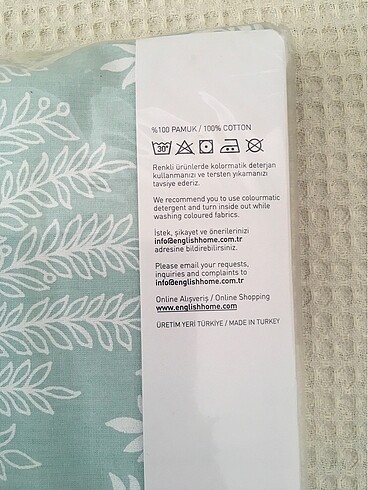 %100 PAMUK / 100% COTTON
30°
Renkli ürünlerde kolormatik deterjan
kullanmanızı ve tersten yıkamanızı
tavsiye ederiz.
We recommend you to use colourmatic
detergent and turn inside out while
washing coloured fabrics.
İstek, şikayet ve önerilerinizi
info@englishhome.com.tr
adresine bildirebilirsiniz.
Please email your requests,
inquiries and complaints to
info@englishhome.com.tr
Online Alışveriş / Online Shopping
www.englishhome.com
ÜRETİM YERİ TÜRKİYE / MADE IN TURKEY